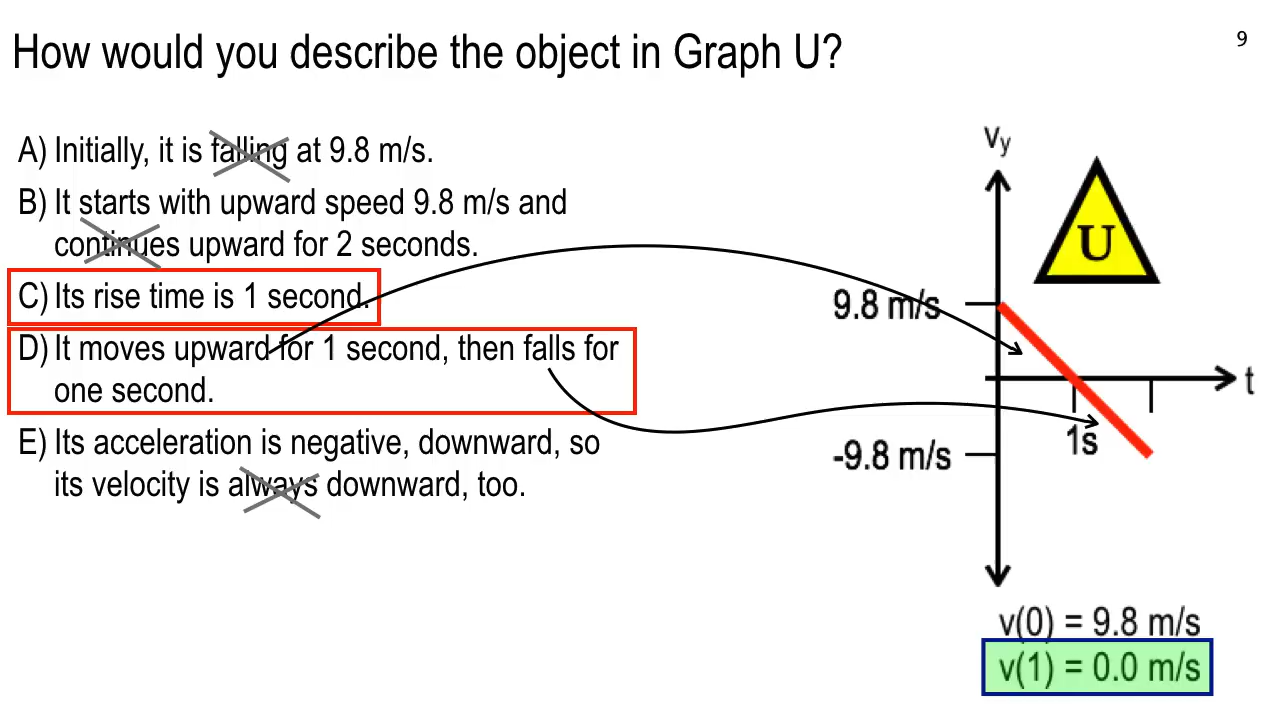 How would you describe the object in Graph U?
9
A) Initially, it is falling at 9.8 m/s.
B) It starts with upward speed 9.8 m/s and
continues upward for 2 seconds.
C) Its rise time is 1 second.
D) It moves upward for 1 second, then falls for
one second.
E) Its acceleration is negative, downward, so
its velocity is always downward, too.
vy
U
9.8 m/s
t
1s
-9.8 m/s
v(0) = 9.8 m/s
v(1) = 0.0 m/s